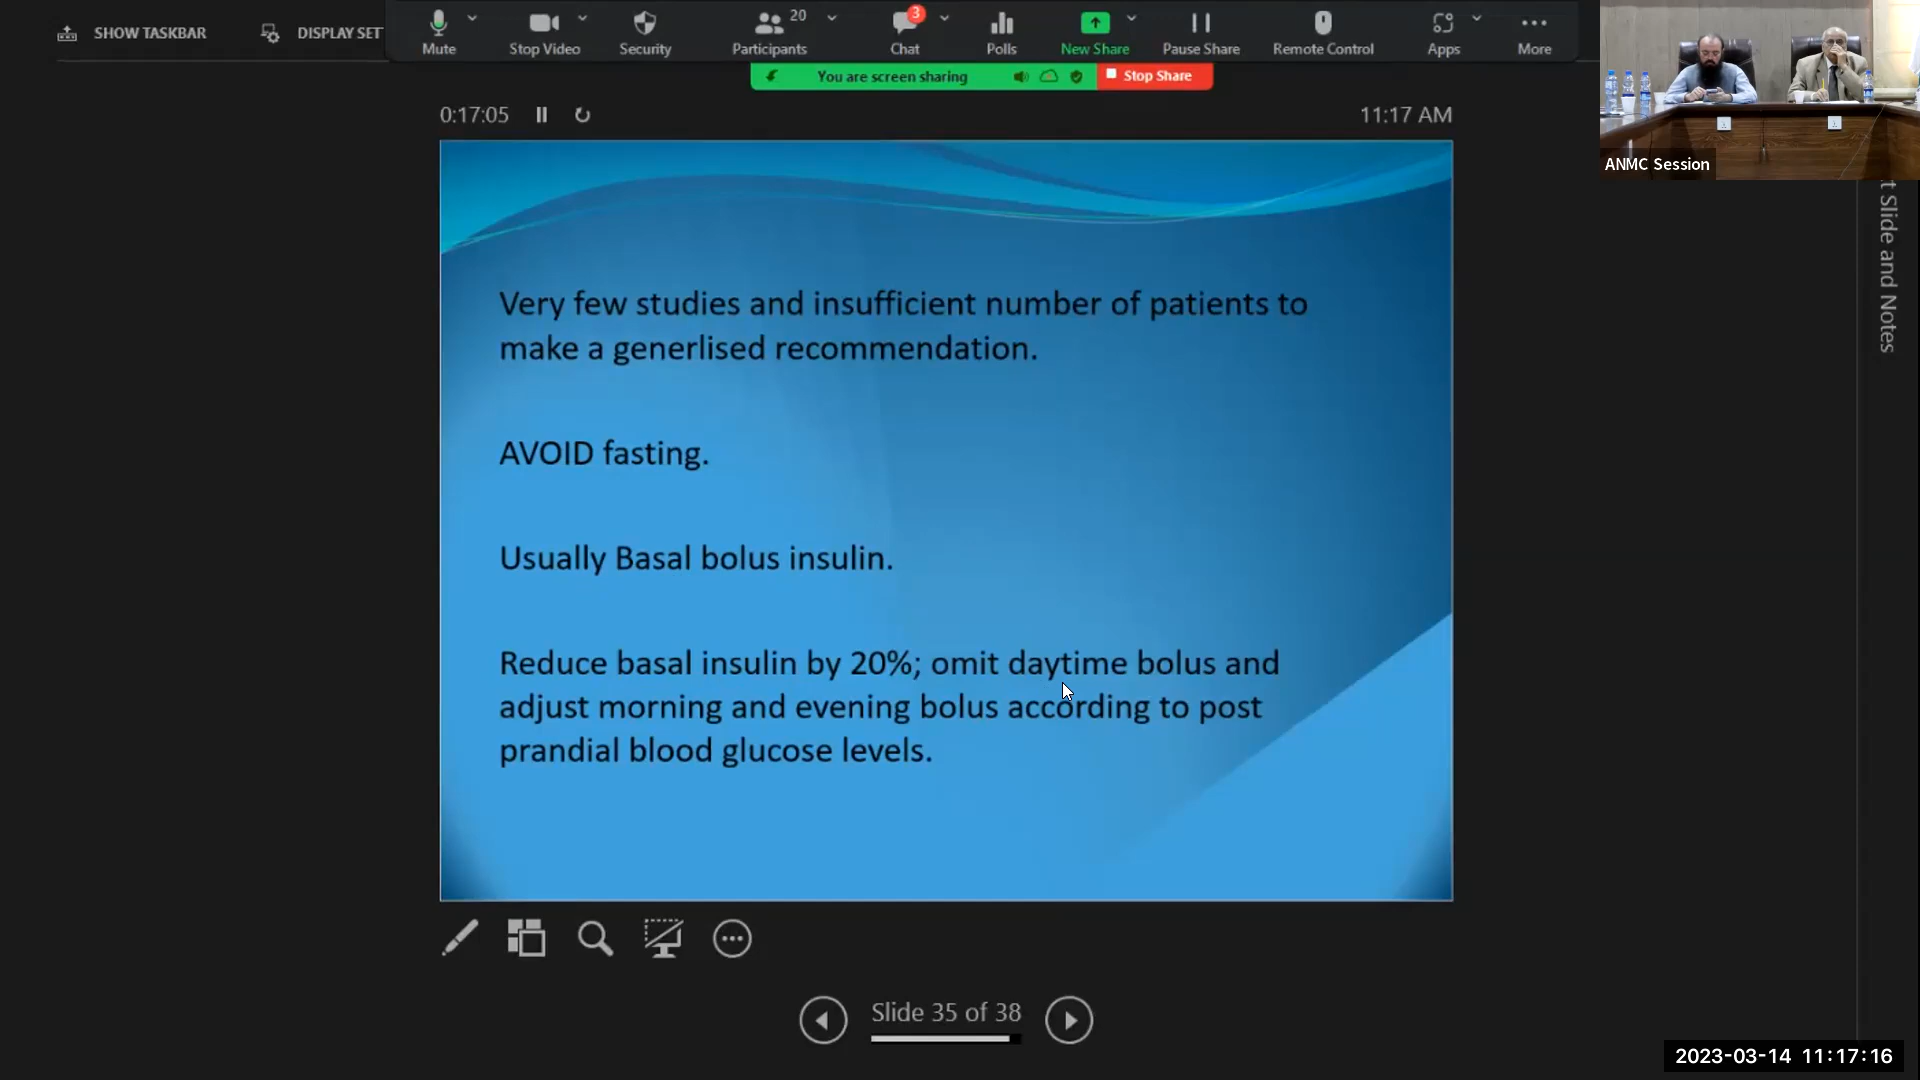 SHOW TASKBAR
DISPLAY SET
Mute
Stop Video
Security
20
Participants
3
Chat
Polls
New Share
Pause Share
Remote Control
Apps
More
You are screen sharing
Stop Share
0:17:05
11:17 AM
ANMC Session
t Slide and Notes
Very few studies and insufficient number of patients to
make a generlised recommendation.
AVOID fasting.
Usually Basal bolus insulin.
Reduce basal insulin by 20%; omit daytime bolus and
adjust morning and evening bolus according to post
prandial blood glucose levels.
Slide 35 of 38
2023-03-14 11:17:16